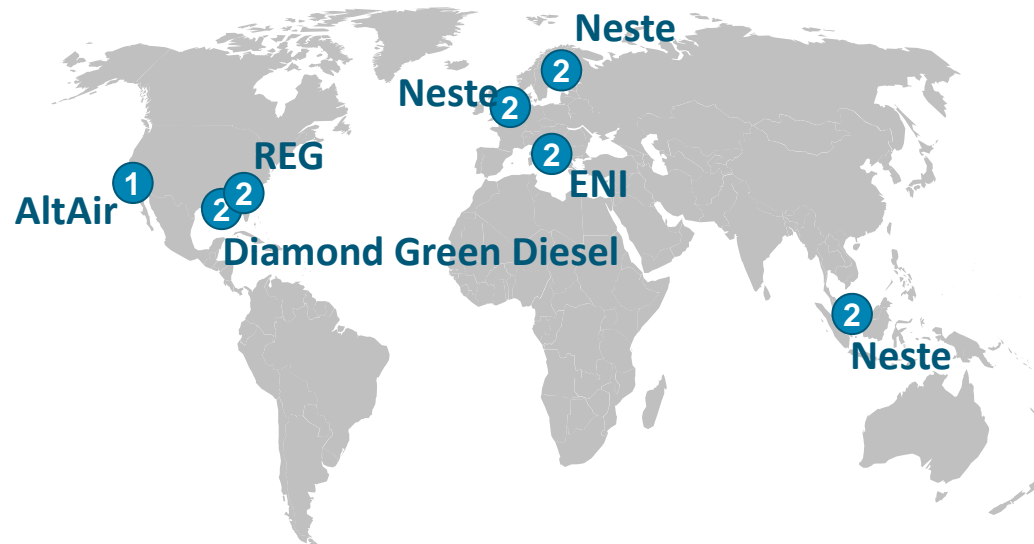 Neste
2
Neste
2
REG
2
ENI
1
2
AltAir
2
Diamond Green Diesel
2
Neste